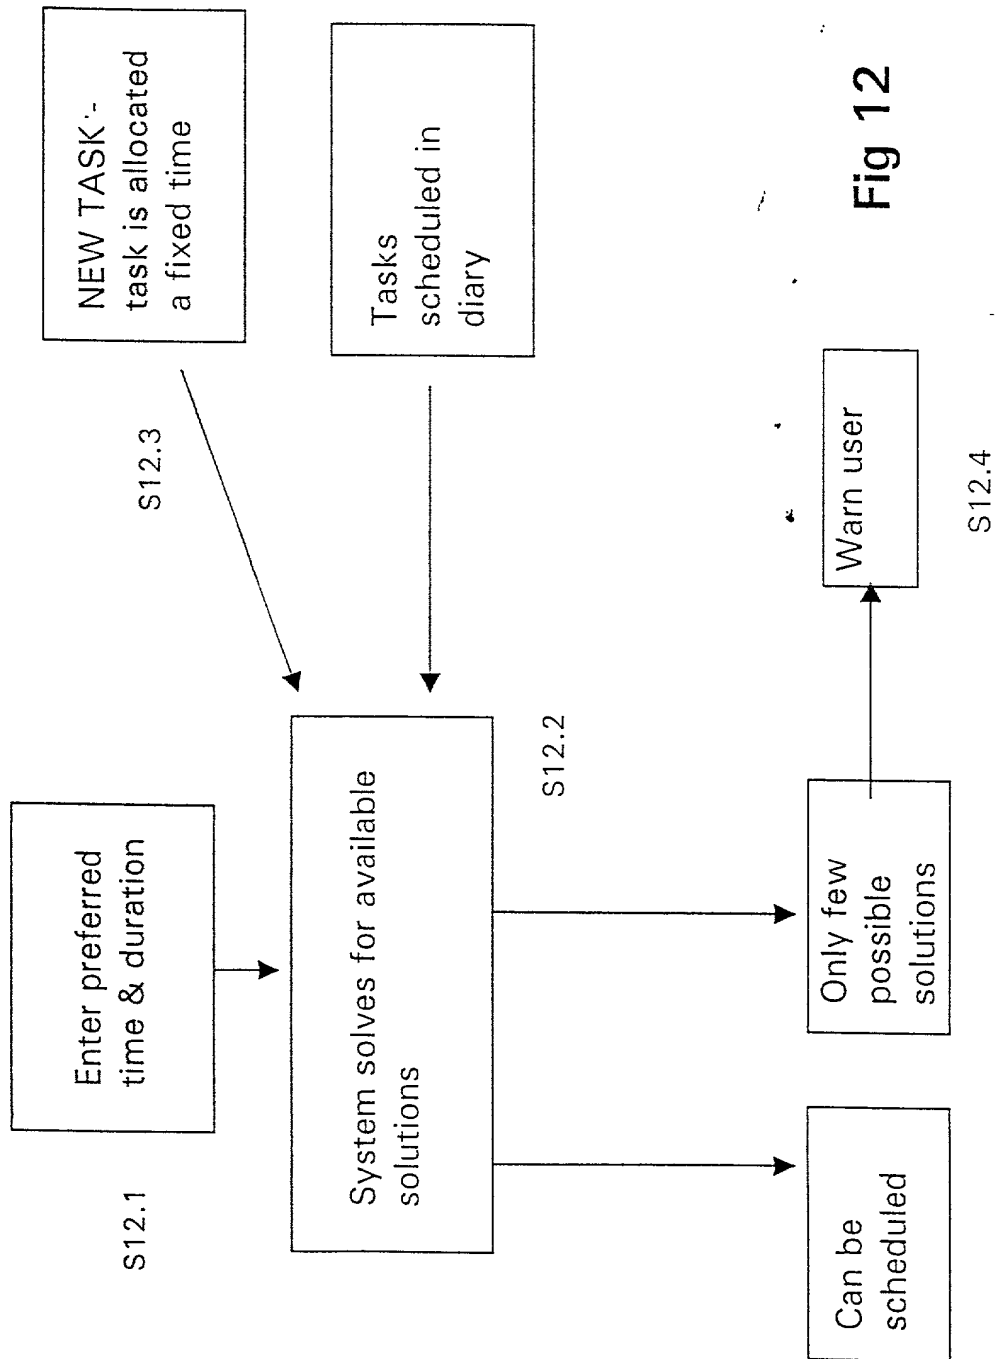 S12.1
Enter preferred
time & duration
NEW TASK:-
task is allocated
a fixed time
S12.3
System solves for available
solutions
Tasks
scheduled in
diary
S12.2
Can be
scheduled
Only few
possible
solutions
Warn user
S12.4
Fig 12